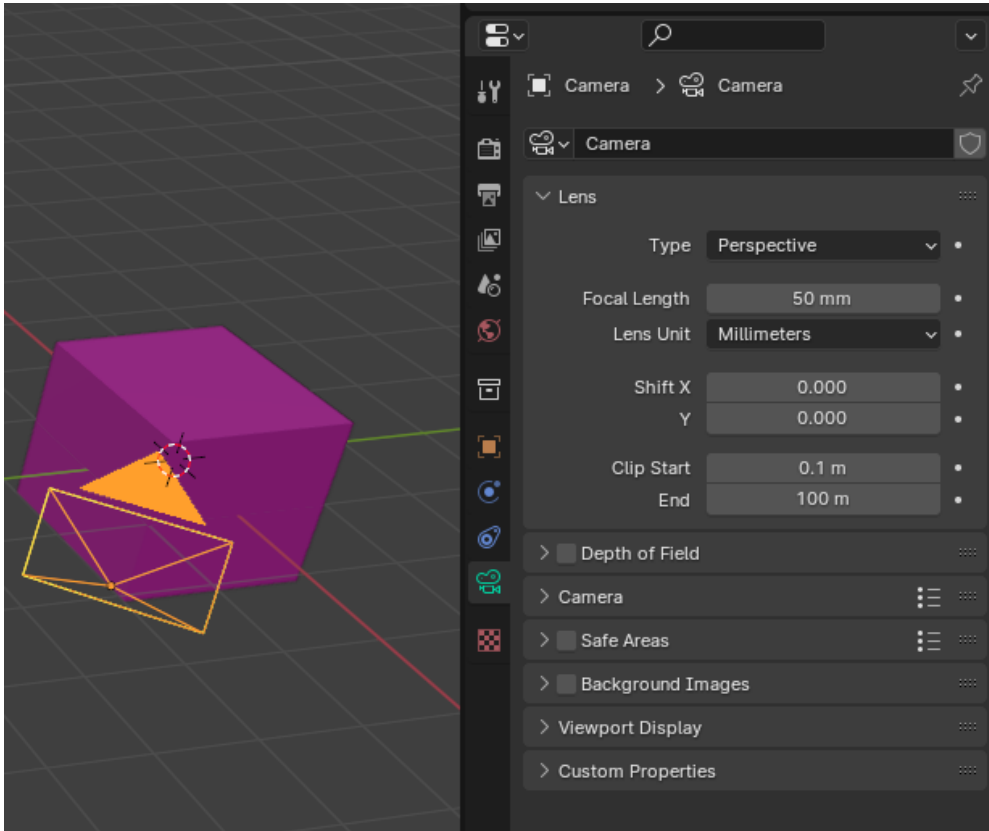 Camera > Camera
Camera
Lens
Type Perspective
Focal Length 50 mm
Lens Unit Millimeters
Shift X 0.000
Y 0.000
Clip Start 0.1 m
End 100 m
Depth of Field
Camera
Safe Areas
Background Images
Viewport Display
Custom Properties